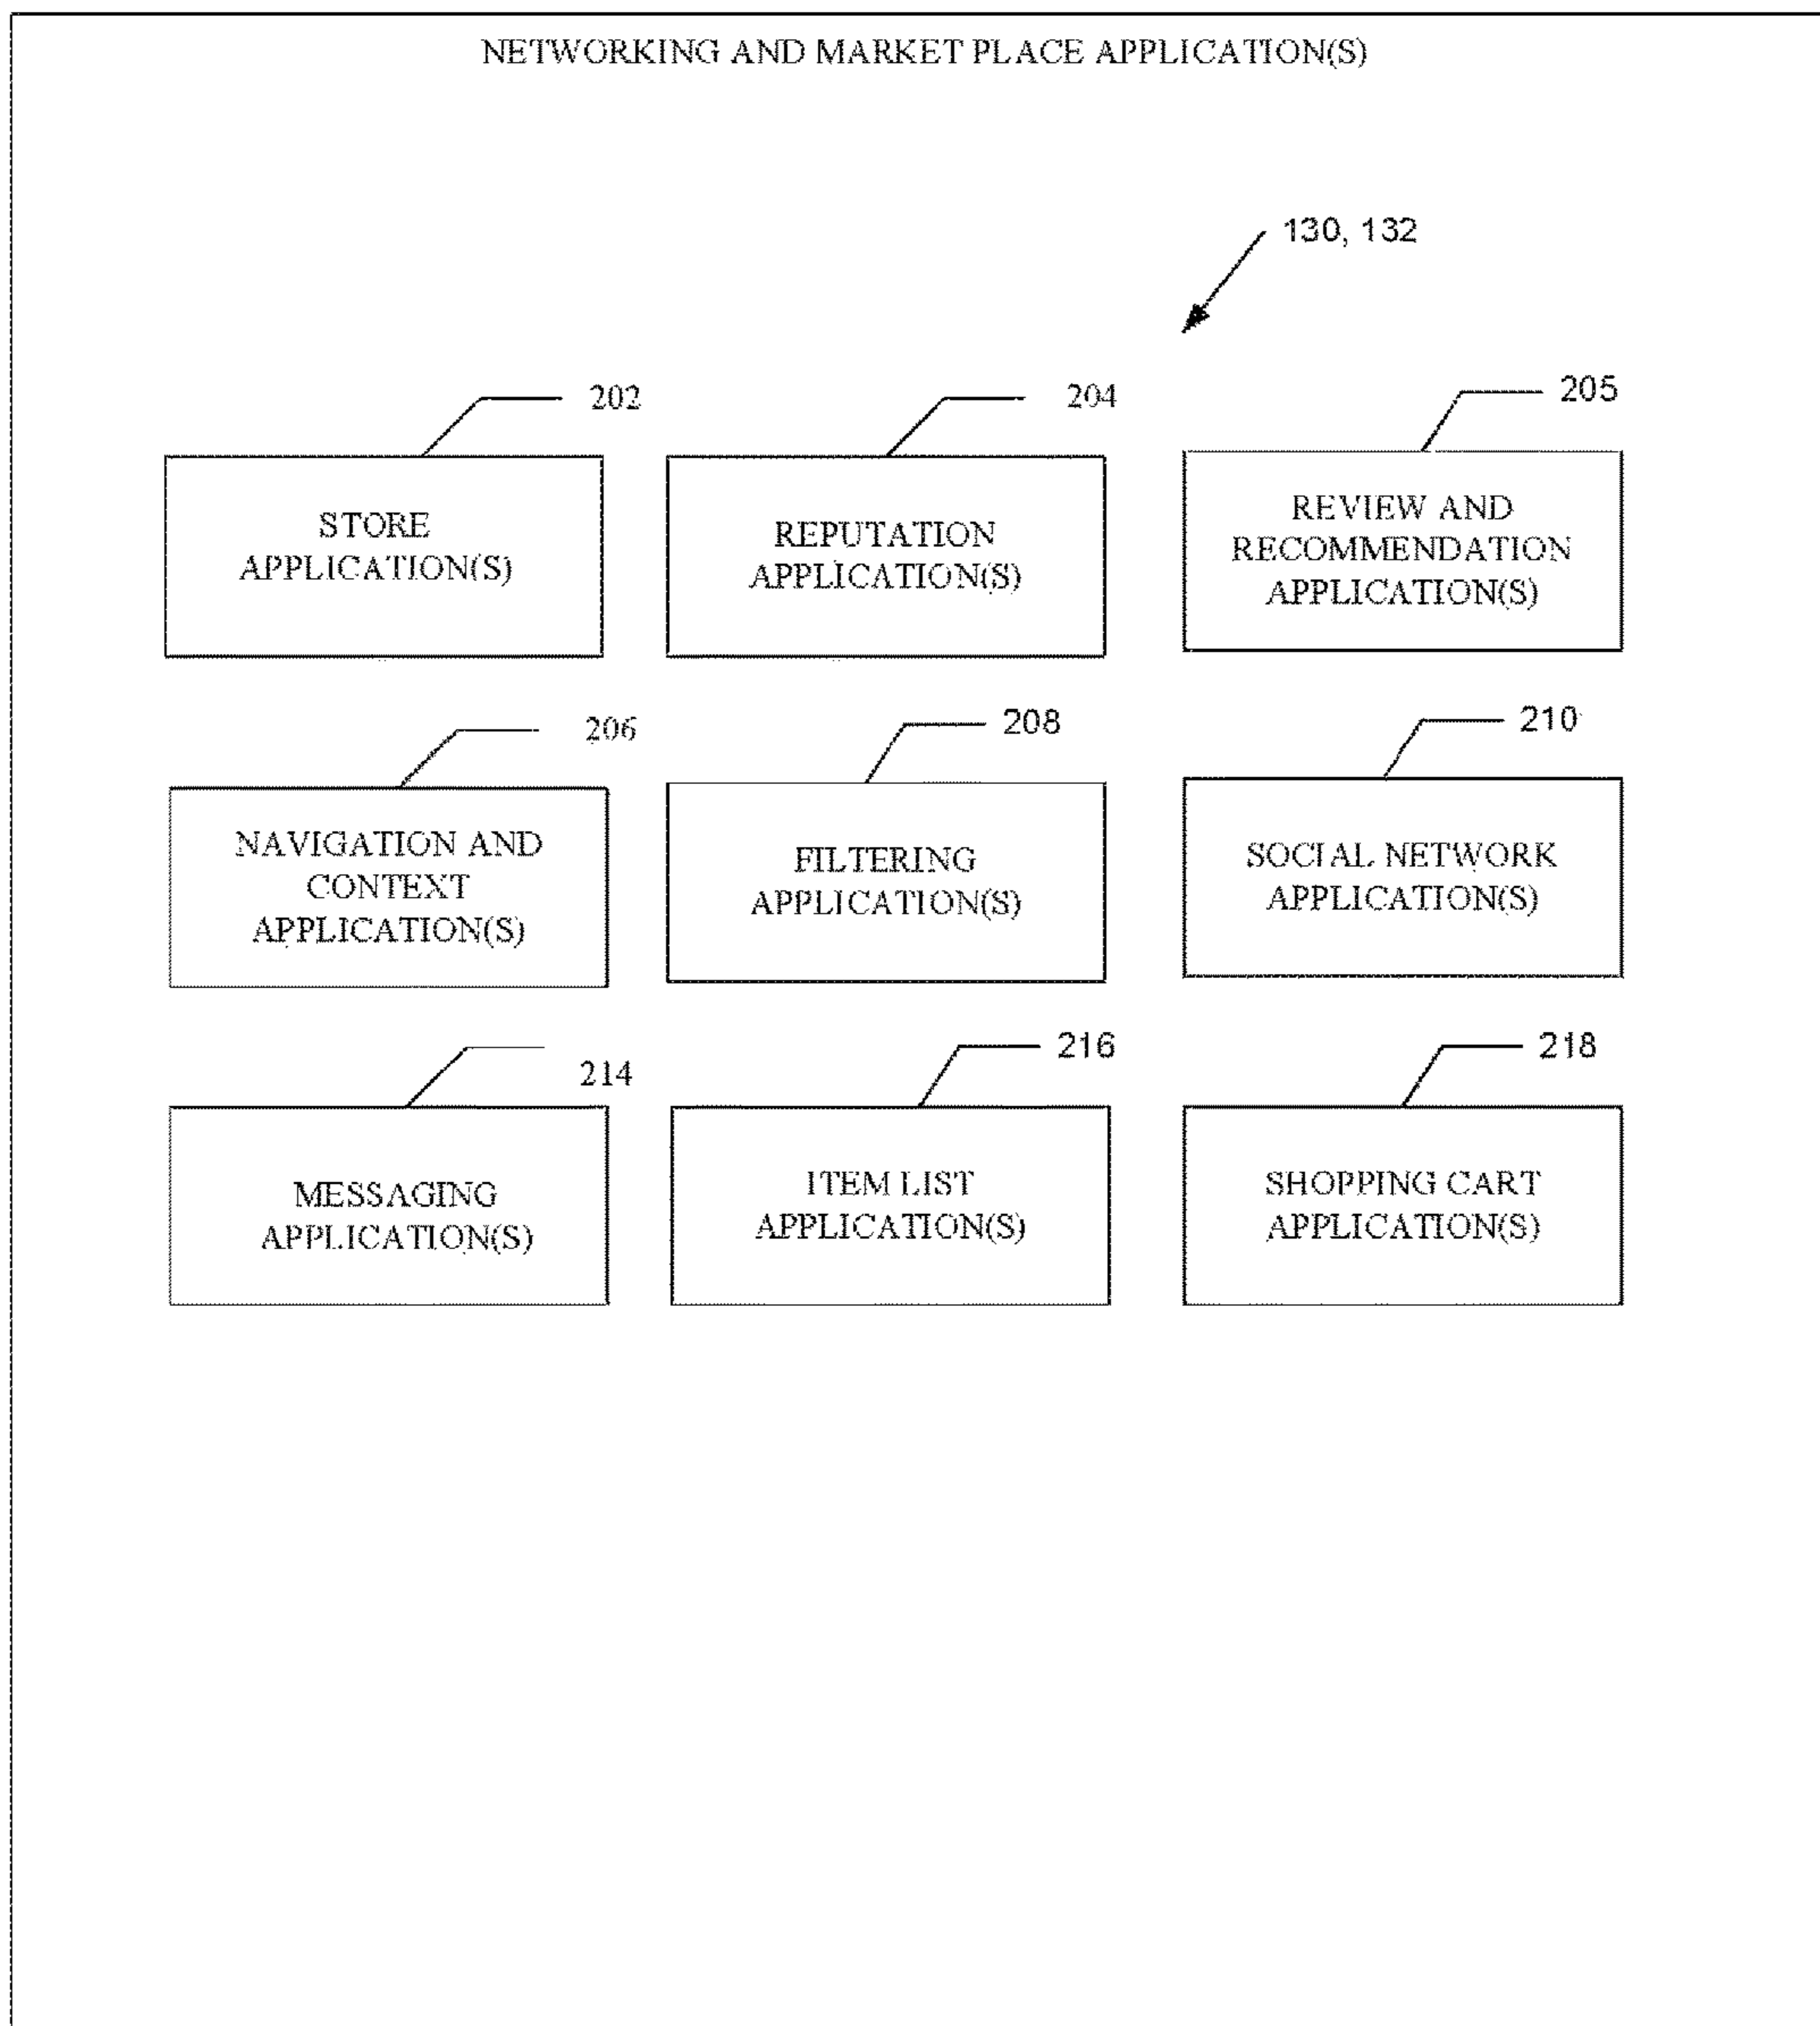 NETWORKING AND MARKET PLACE APPLICATION(S)
130, 132
202
STORE
APPLICATION(S)
204
REPUTATION
APPLICATION(S)
205
REVIEW AND
RECOMMENDATION
APPLICATION(S)
206
NAVIGATION AND
CONTEXT
APPLICATION(S)
208
FILTERING
APPLICATION(S)
210
SOCIAL NETWORK
APPLICATION(S)
214
MESSAGING
APPLICATION(S)
216
ITEM LIST
APPLICATION(S)
218
SHOPPING CART
APPLICATION(S)